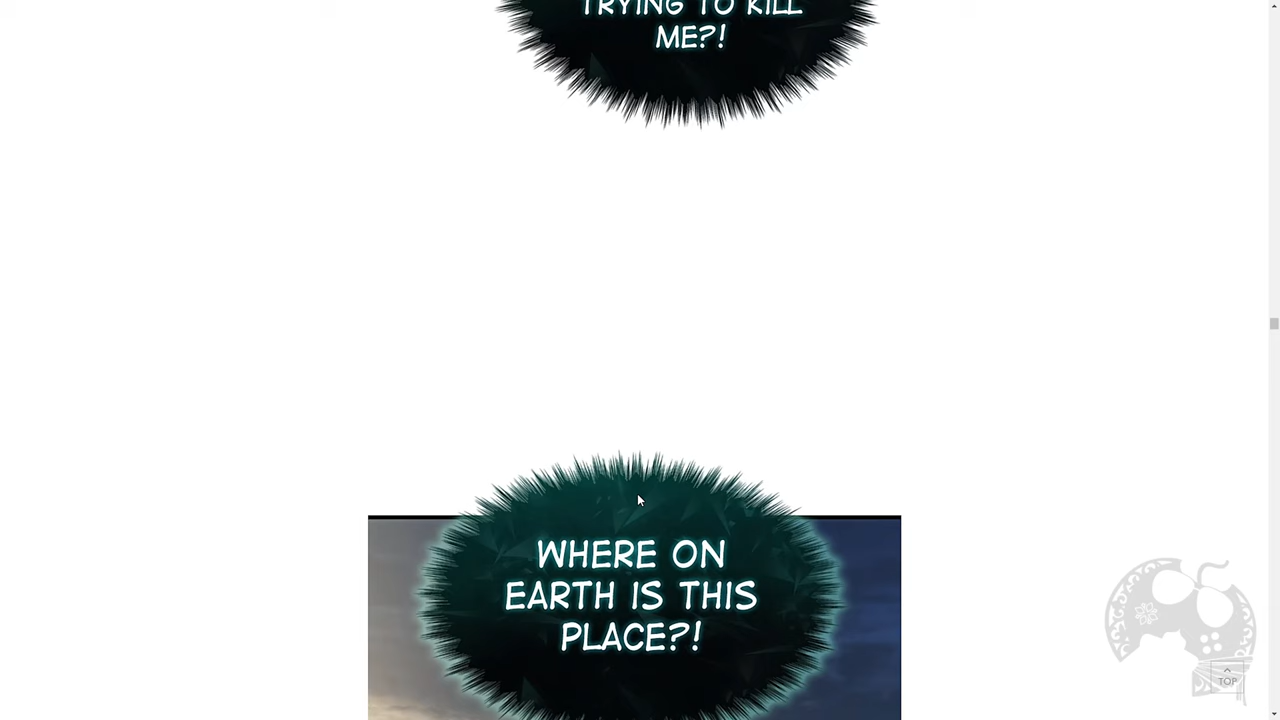 TRYING TO KILL
ME?!
WHERE ON
EARTH IS THIS
PLACE?!
TOP